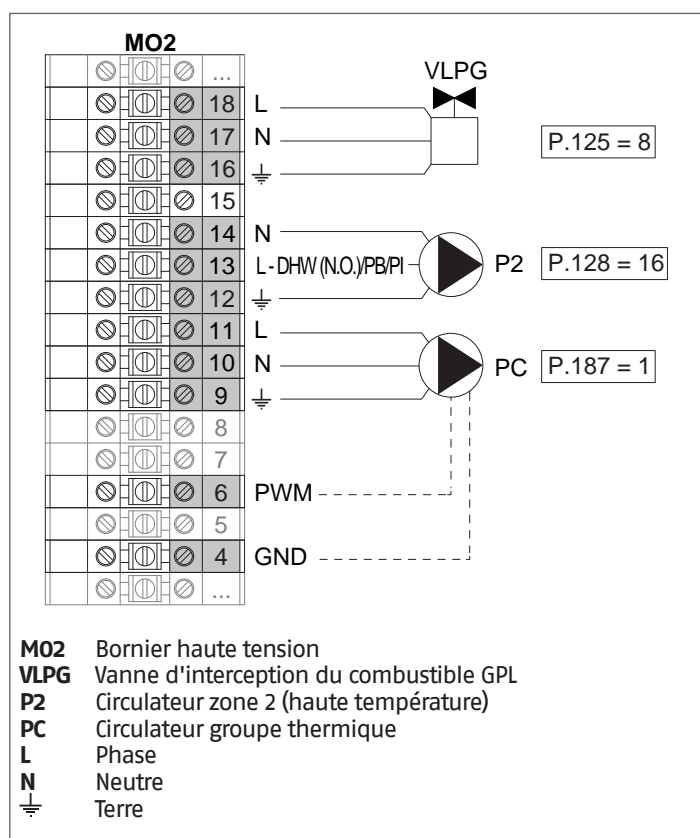 MO2
VLPG
...
18 L
17 N
P.125 = 8
16
15
14 N
13 L - DHW (N.O.)/PB/PI P2 P.128 = 16
12
11 L
10 N PC P.187 = 1
9
8
7
6 PWM
5
4 GND
...
MO2 Bornier haute tension
VLPG Vanne d'interception du combustible GPL
P2 Circulateur zone 2 (haute température)
PC Circulateur groupe thermique
L Phase
N Neutre
⏚ Terre